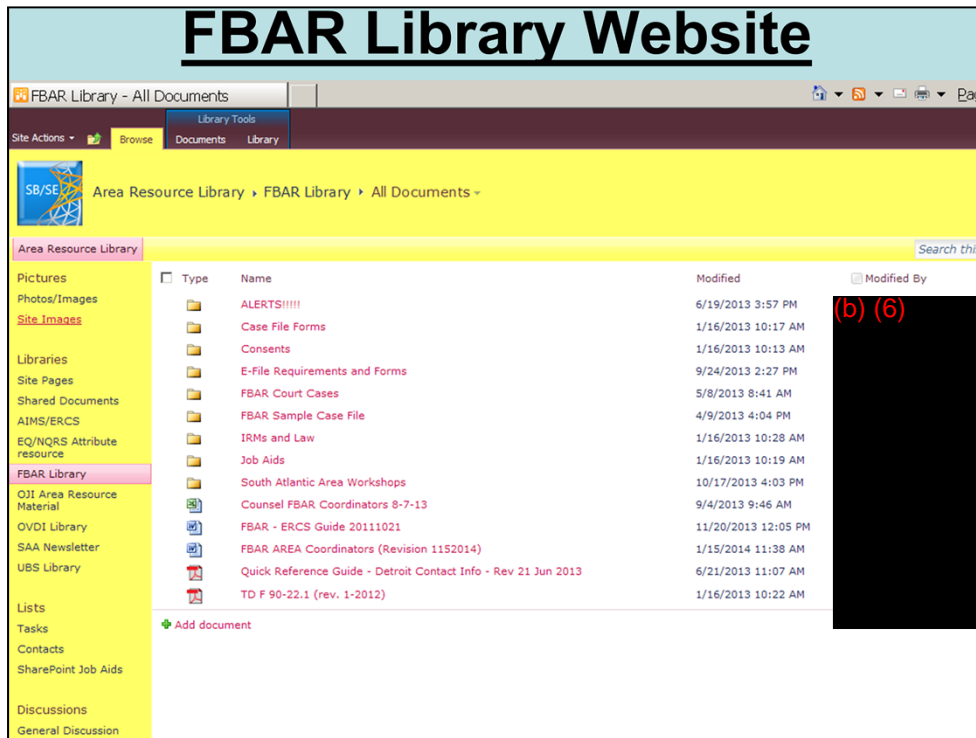 FBAR Library Website
FBAR Library - All Documents
Library Tools
Site Actions
Browse
Documents
Library
SB/SE
Area Resource Library
FBAR Library
All Documents
Area Resource Library
Search this
Pictures
Photos/Images
Site Images
Libraries
Site Pages
Shared Documents
AIMS/ERCS
EQ/NQRS Attribute
resource
FBAR Library
OJI Area Resource
Material
OVDI Library
SAA Newsletter
UBS Library
Lists
Tasks
Contacts
SharePoint Job Aids
Discussions
General Discussion
Type Name Modified Modified By
ALERTS!!!!! 6/19/2013 3:57 PM
(b) (6)
Case File Forms 1/16/2013 10:17 AM
Consents 1/16/2013 10:13 AM
E-File Requirements and Forms 9/24/2013 2:27 PM
FBAR Court Cases 5/8/2013 8:41 AM
FBAR Sample Case File 4/9/2013 4:04 PM
IRMs and Law 1/16/2013 10:28 AM
Job Aids 1/16/2013 10:19 AM
South Atlantic Area Workshops 10/17/2013 4:03 PM
Counsel FBAR Coordinators 8-7-13 9/4/2013 9:46 AM
FBAR - ERCS Guide 20111021 11/20/2013 12:05 PM
FBAR AREA Coordinators (Revision 1152014) 1/15/2014 11:38 AM
Quick Reference Guide - Detroit Contact Info - Rev 21 Jun 2013 6/21/2013 11:07 AM
TD F 90-22.1 (rev. 1-2012) 1/16/2013 10:22 AM
Add document